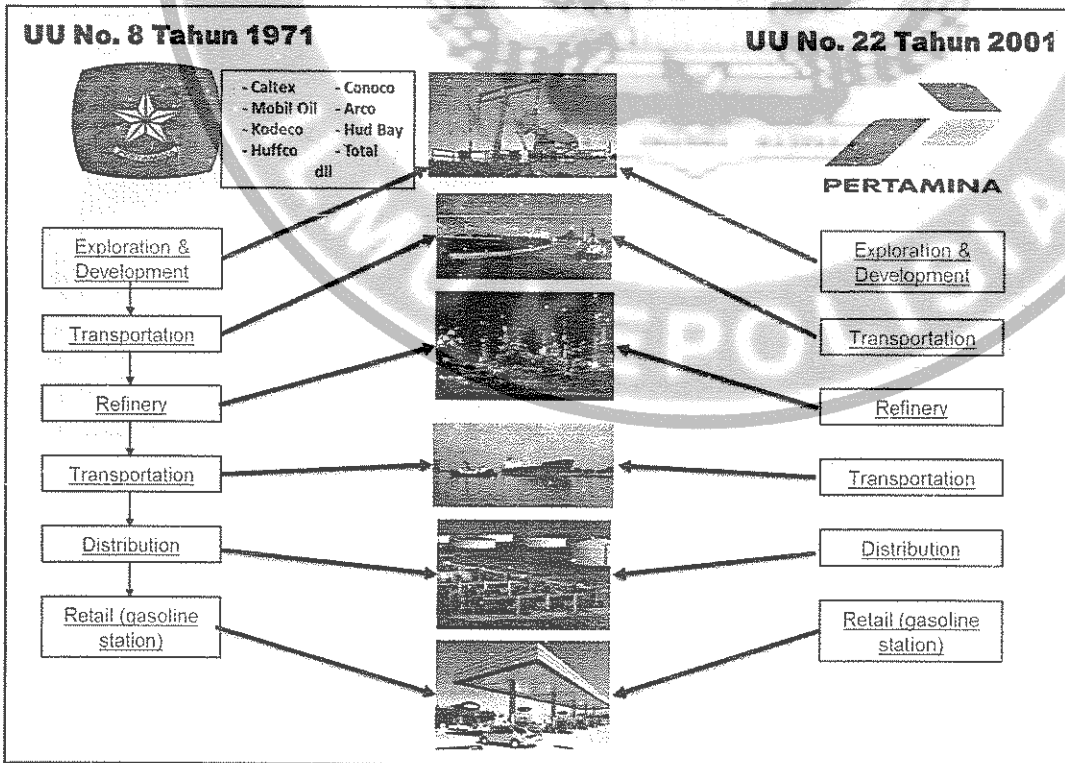 UU No. 8 Tahun 1971
UU No. 22 Tahun 2001
- Caltex - Conoco
- Mobil Oil - Arco
- Kodeco - Hud Bay
- Huffco - Total
dll
PERTAMINA
Exploration &
Development
Transportation
Refinery
Transportation
Distribution
Retail (gasoline
station)
Exploration &
Development
Transportation
Refinery
Transportation
Distribution
Retail (gasoline
station)